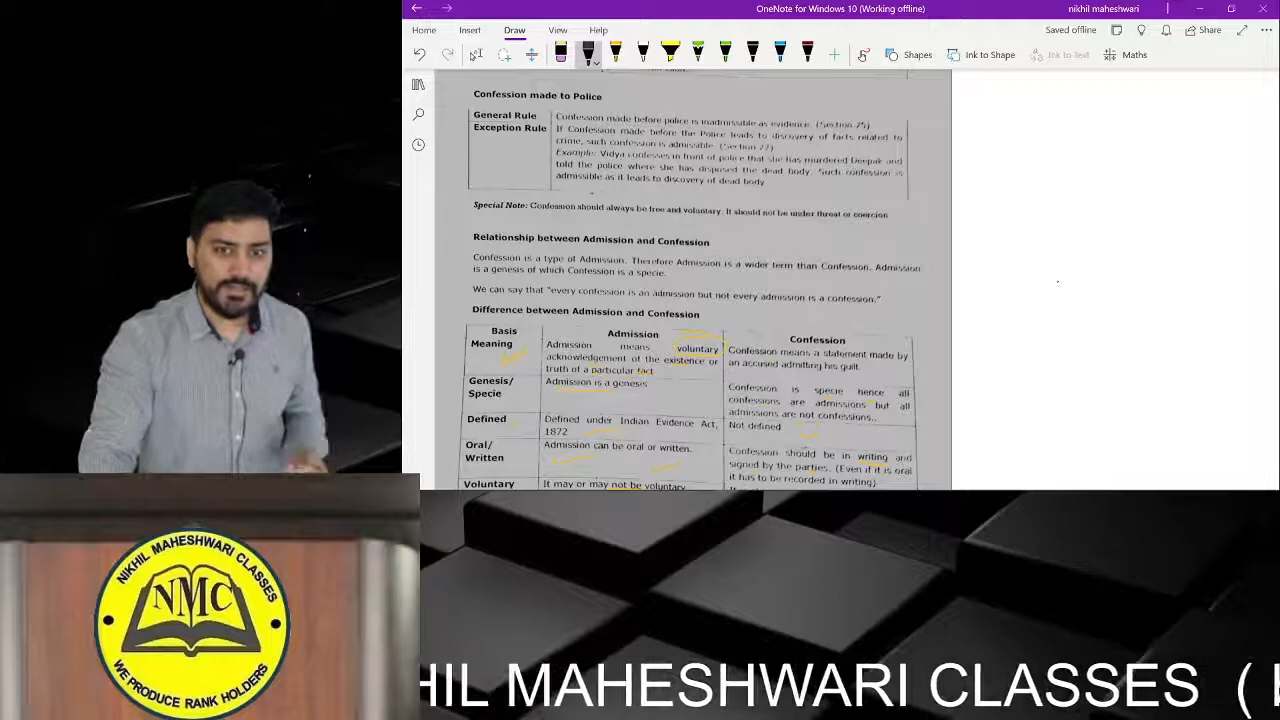 OneNote for Windows 10 (Working offline)
nikhil maheshwari
Home Insert Draw View Help
Saved offline
Share
Shapes
Ink to Shape
Ink to Text
Maths
Confession made to Police
General Rule
Confession made before police is inadmissible as evidence. (Section 25)
Exception Rule
If Confession made before the Police leads to discovery of facts related to
crime, such confession is admissible. (Section 27)
Example: Vidya confesses in front of police that she has murdered Deepak and
told the police where she has disposed the dead body. Such confession is
admissible as it leads to discovery of dead body
Special Note: Confession should always be free and voluntary. It should not be under threat or coercion
Relationship between Admission and Confession
Confession is a type of Admission. Therefore Admission is a wider term than Confession. Admission
is a genesis of which Confession is a specie.
We can say that "every confession is an admission but not every admission is a confession."
Difference between Admission and Confession
Basis
Admission
Confession
Meaning
Admission means voluntary
acknowledgement of the existence or
truth of a particular fact
Confession means a statement made by
an accused admitting his guilt.
Genesis/
Specie
Admission is a genesis
Confession is specie hence all
confessions are admissions but all
admissions are not confessions..
Defined
Defined under Indian Evidence Act,
1872
Not defined
Oral/
Written
Admission can be oral or written.
Confession should be in writing and
signed by the parties. (Even if it is oral
it has to be recorded in writing)
Voluntary
It may or may not be voluntary
NIKHIL MAHESHWARI CLASSES
NMC
WE PRODUCE RANK HOLDERS
HIL MAHESHWARI CLASSES (